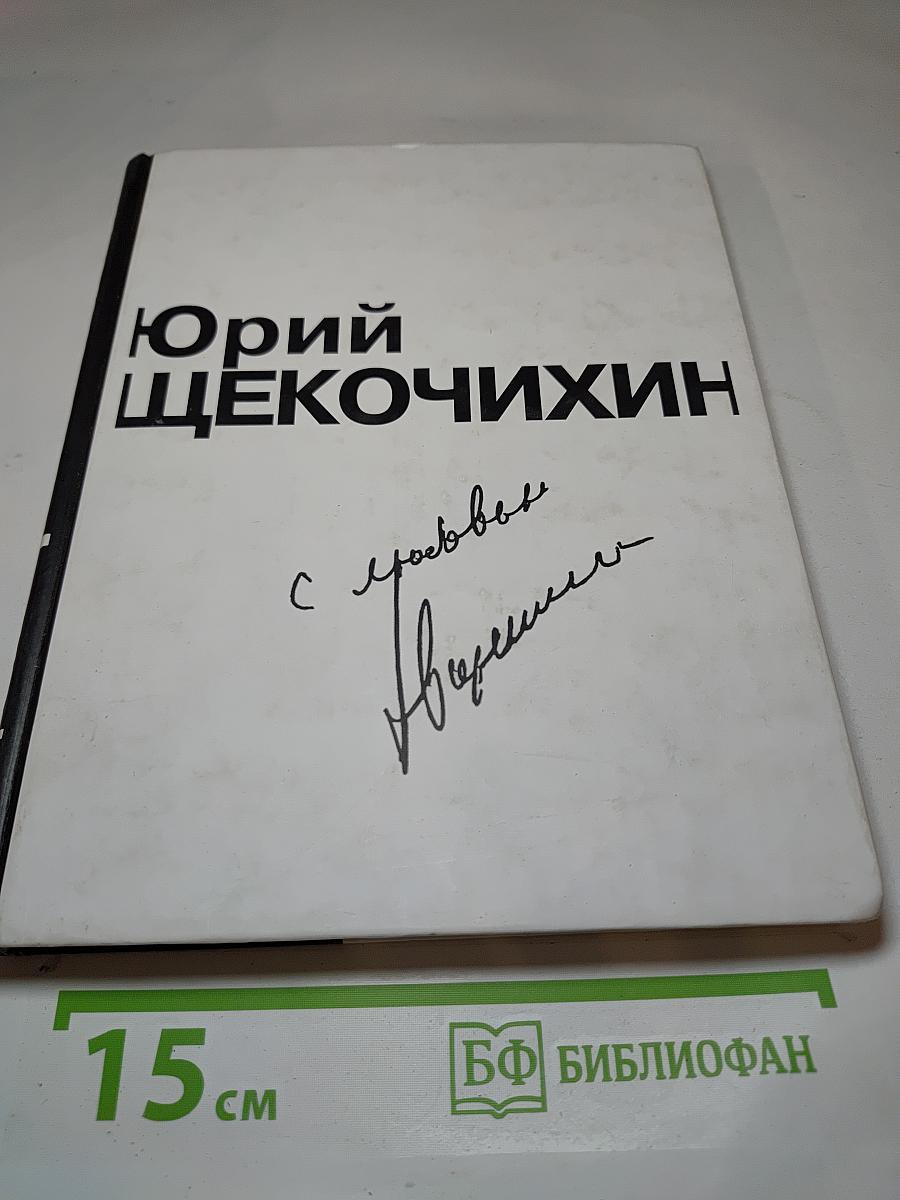 Юрий
ЩЕКОЧИХИН
с любовью
15 см
БФ БИБЛИОФАН